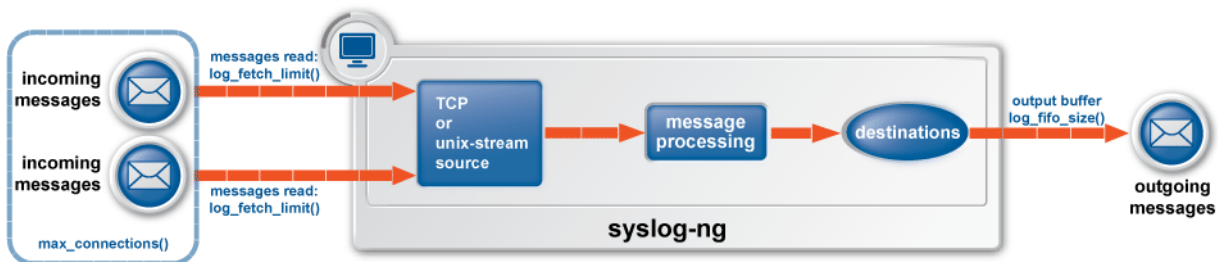 incoming
messages
messages read:
log_fetch_limit()
incoming
messages
messages read:
log_fetch_limit()
max_connections()
TCP
or
unix-stream
source
message
processing
destinations
output buffer
log_fifo_size()
outgoing
messages
syslog-ng